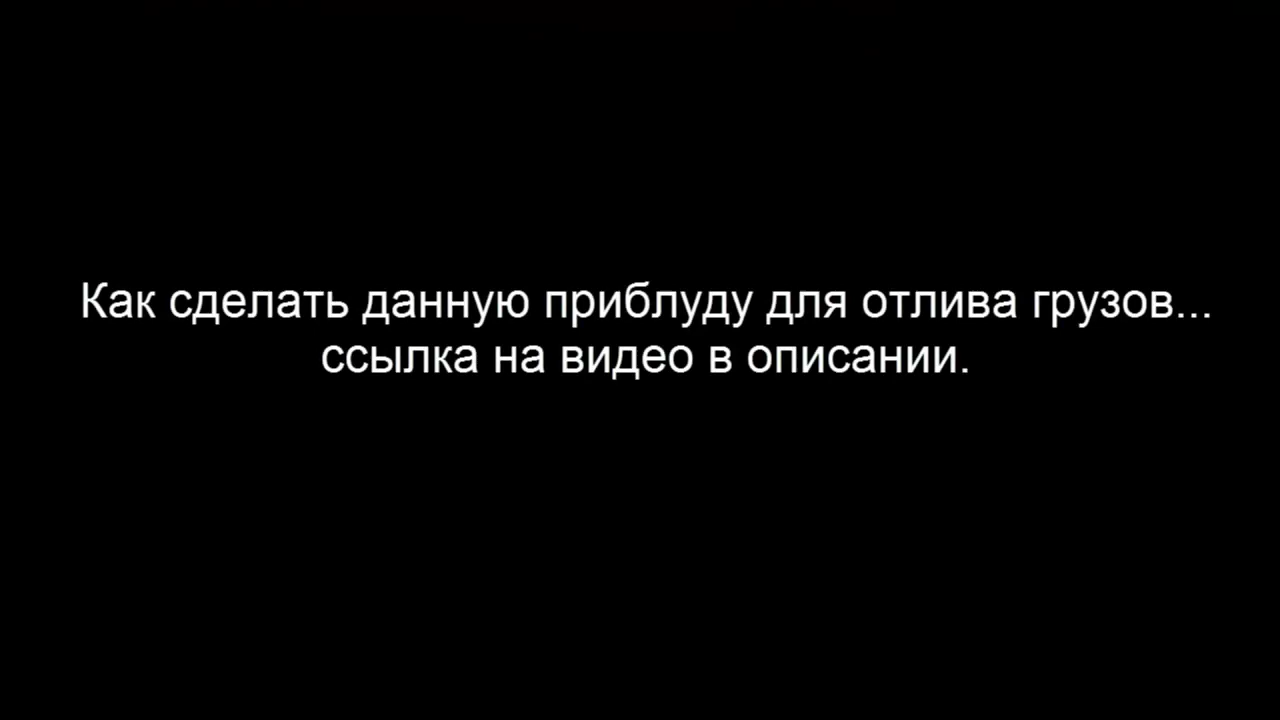 Как сделать данную приблуду для отлива грузов...
ссылка на видео в описании.